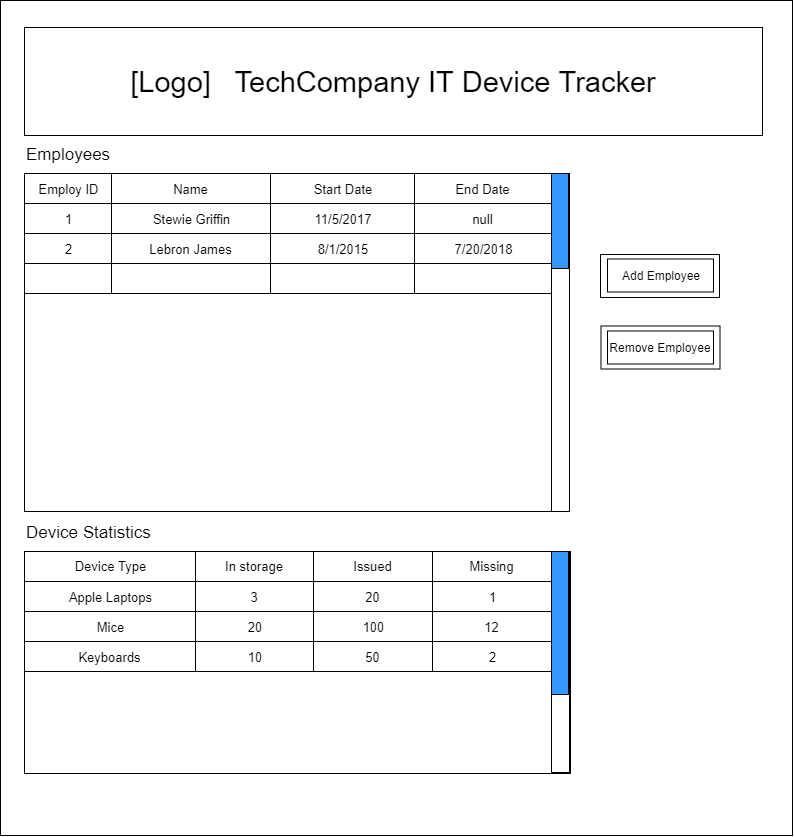 [Logo] TechCompany IT Device Tracker
Employees
Employ ID Name Start Date End Date
1 Stewie Griffin 11/5/2017 null
2 Lebron James 8/1/2015 7/20/2018
Add Employee
Remove Employee
Device Statistics
Device Type In storage Issued Missing
Apple Laptops 3 20 1
Mice 20 100 12
Keyboards 10 50 2